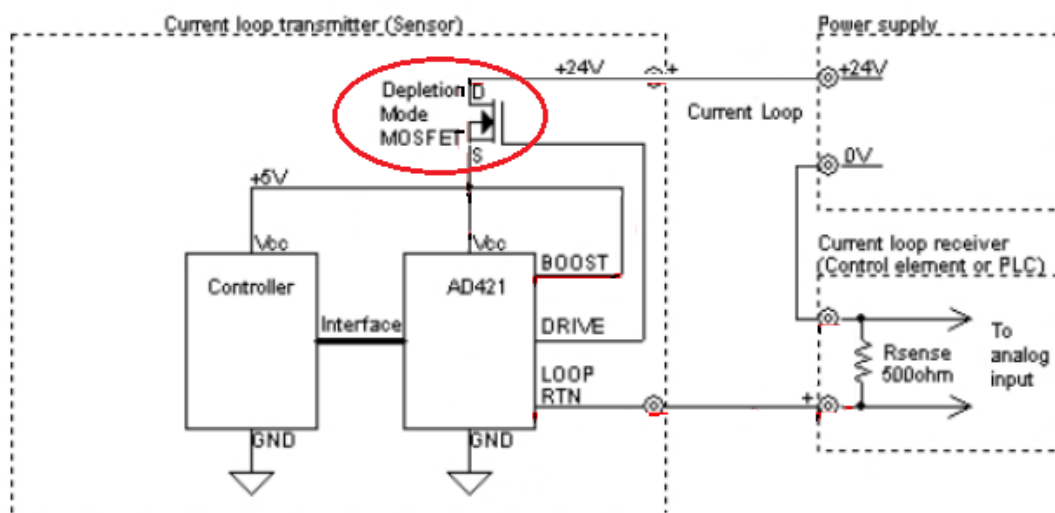 Current loop transmitter (Sensor)
Power supply
+24V
+
+24V
Depletion D
Mode
MOSFET
S
Current Loop
0V
+5V
Vcc
Vcc
BOOST
Controller
AD421
Interface
DRIVE
LOOP
RTN
GND
GND
Current loop receiver
(Control element or PLC)
Rsense
500ohm
To
analog
input
+